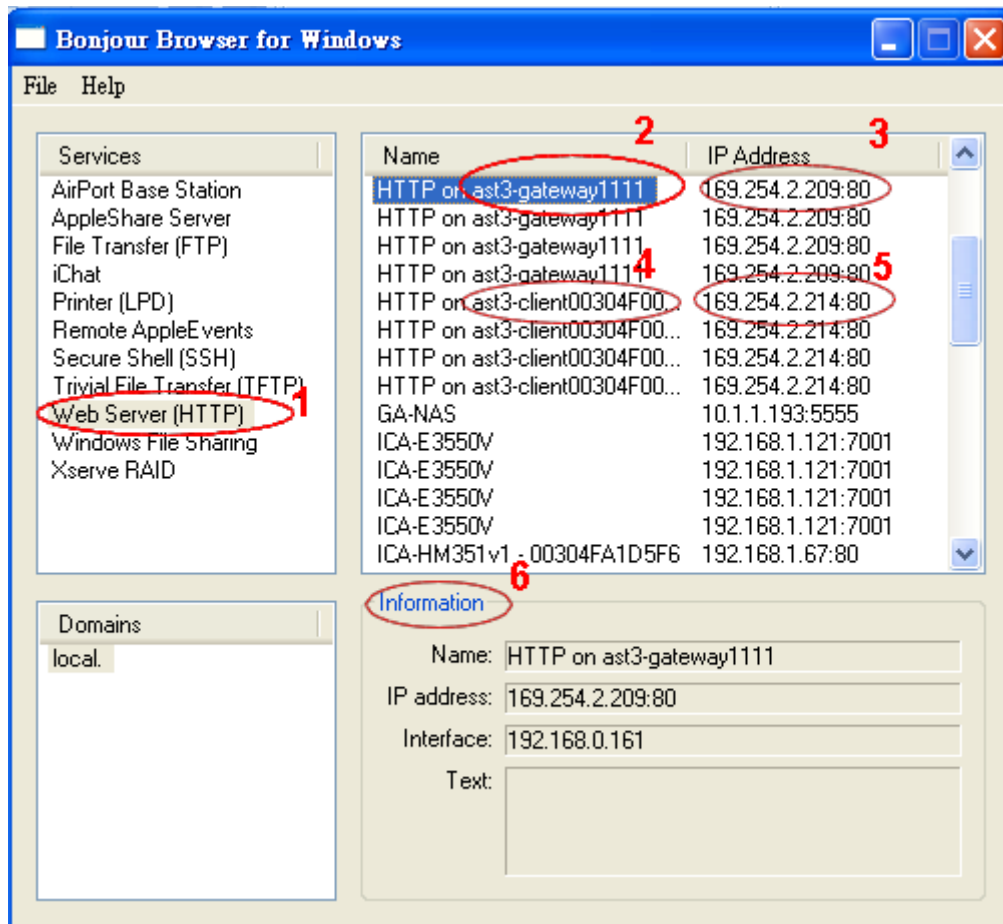 Bonjour Browser for Windows
File Help
Services
AirPort Base Station
AppleShare Server
File Transfer (FTP)
iChat
Printer (LPD)
Remote AppleEvents
Secure Shell (SSH)
Trivial File Transfer (TFTP)
1
Web Server (HTTP)
Windows File Sharing
Xserve RAID
2 3
Name IP Address
HTTP on ast3-gateway1111 169.254.2.209:80
HTTP on ast3-gateway1111 169.254.2.209:80
HTTP on ast3-gateway1111 169.254.2.209:80
4 5
HTTP on ast3-gateway1111 169.254.2.209:80
HTTP on ast3-client00304F00... 169.254.2.214:80
HTTP on ast3-client00304F00... 169.254.2.214:80
HTTP on ast3-client00304F00... 169.254.2.214:80
HTTP on ast3-client00304F00... 169.254.2.214:80
GA-NAS 10.1.1.193:5555
ICA-E3550V 192.168.1.121:7001
ICA-E3550V 192.168.1.121:7001
ICA-E3550V 192.168.1.121:7001
ICA-E3550V 192.168.1.121:7001
ICA-HM351v1 - 00304FA1D5F6 192.168.1.67:80
Domains
local.
6
Information
Name: HTTP on ast3-gateway1111
IP address: 169.254.2.209:80
Interface: 192.168.0.161
Text: